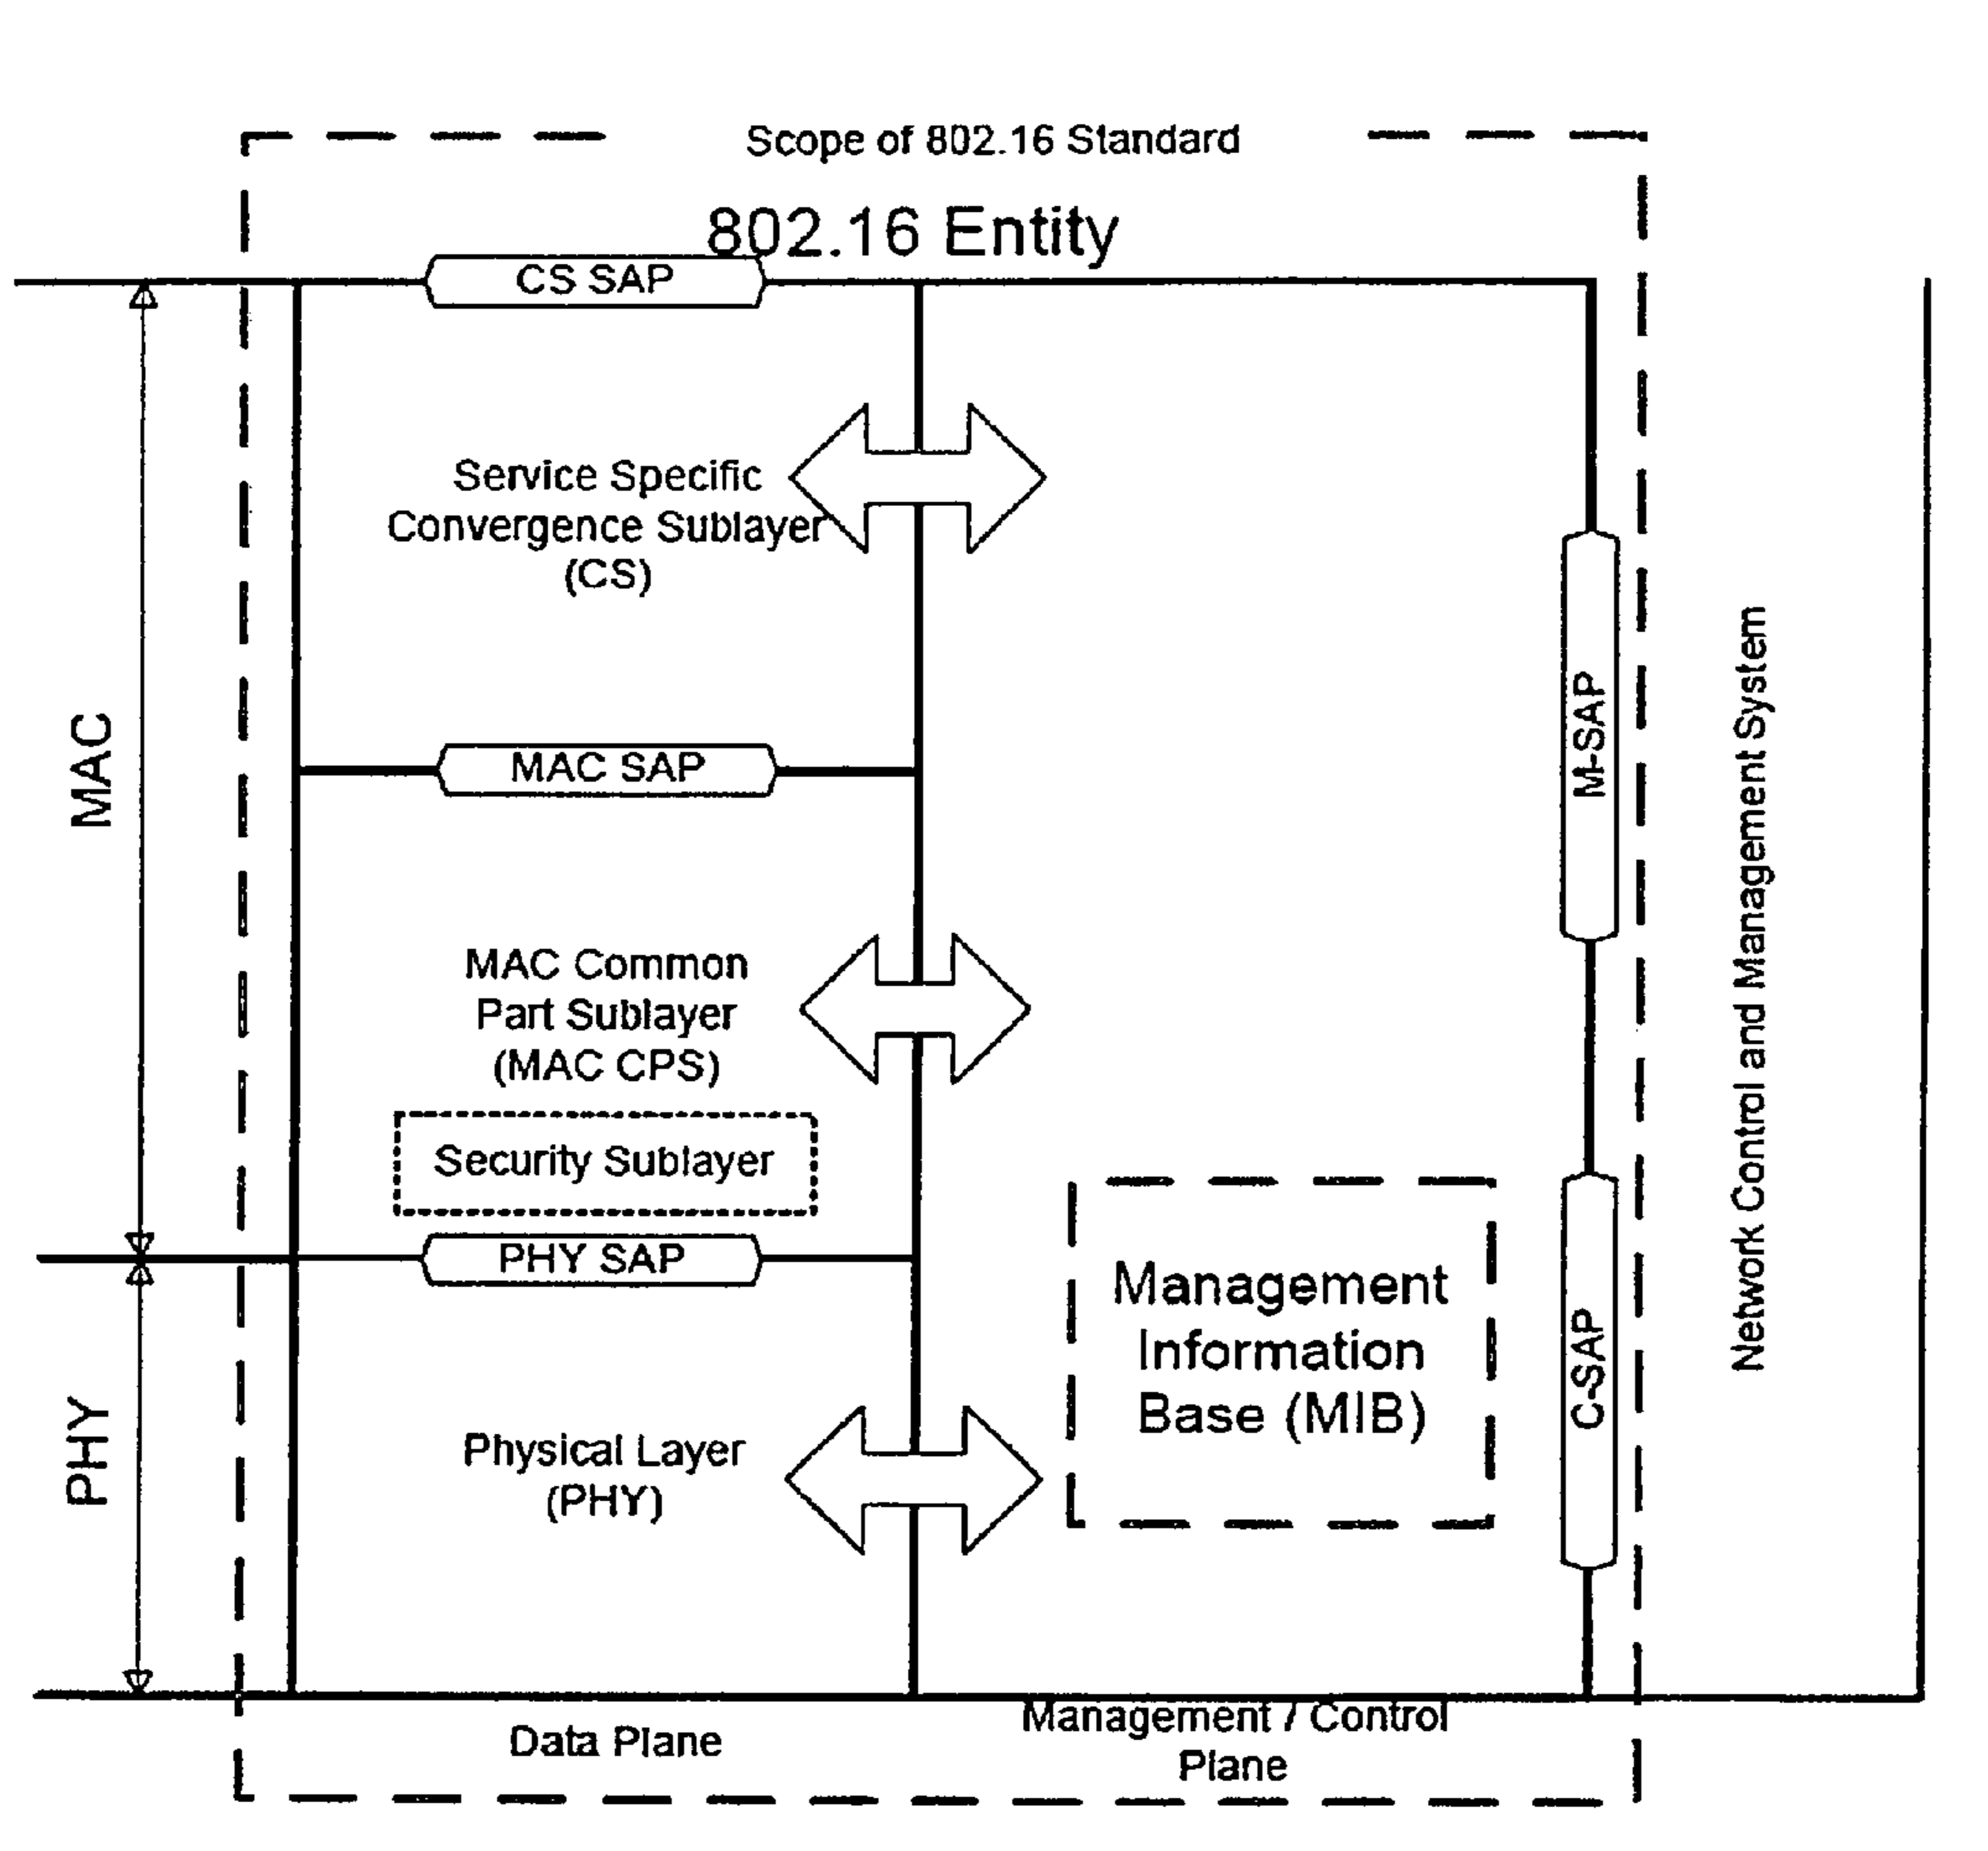 Scope of 802.16 Standard
802.16 Entity
CS SAP
Service Specific
Convergence Sublayer
(CS)
MAC SAP
MAC Common
Part Sublayer
(MAC CPS)
Security Sublayer
PHY SAP
Physical Layer
(PHY)
MAC
PHY
Management
Information
Base (MIB)
M-SAP
C-SAP
Network Control and Management System
Data Plane
Management / Control
Plane